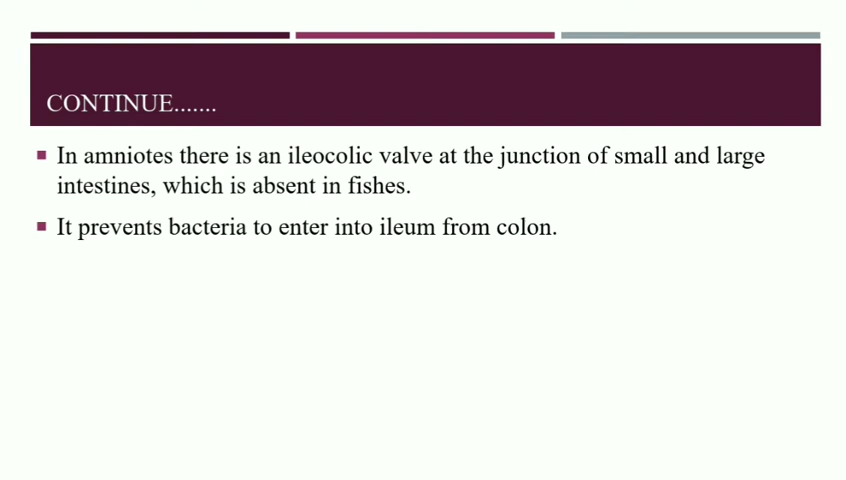 CONTINUE.......
In amniotes there is an ileocolic valve at the junction of small and large
intestines, which is absent in fishes.
It prevents bacteria to enter into ileum from colon.